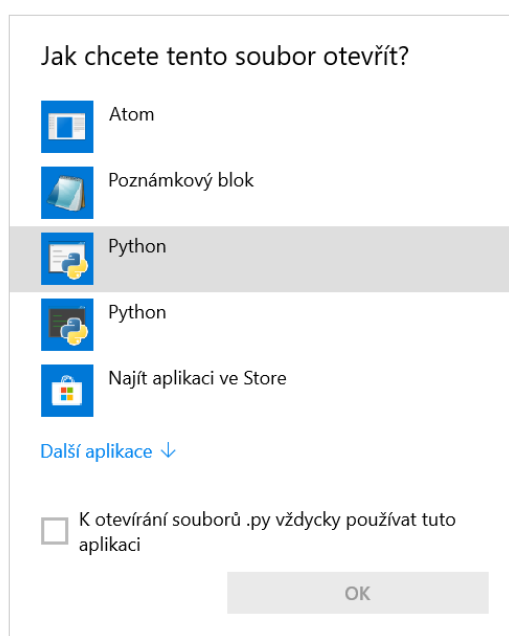 Jak chcete tento soubor otevřít?
Atom
Poznámkový blok
Python
Python
Najít aplikaci ve Store
Další aplikace ↓
K otevírání souborů .py vždycky používat tuto
aplikaci
OK